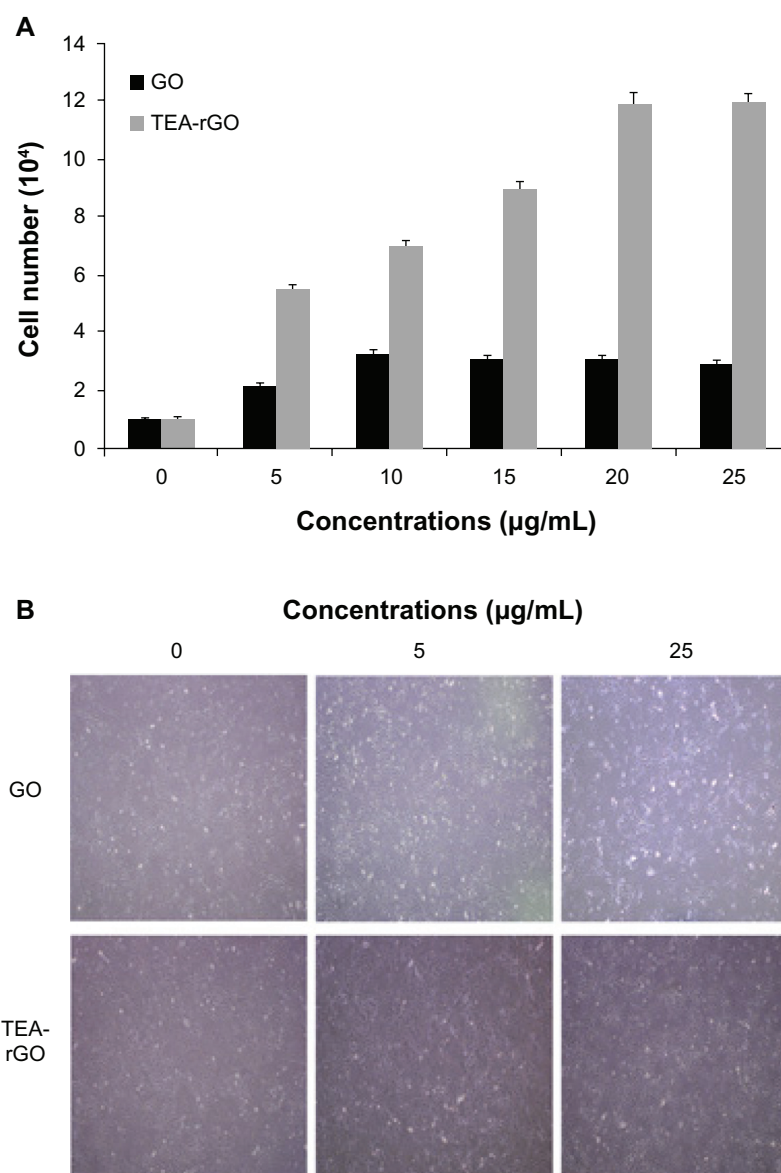 A
14
12
10
8
6
4
2
0
GO
TEA-rGO
Cell number (10⁴)
0 5 10 15 20 25
Concentrations (µg/mL)
B
Concentrations (µg/mL)
0 5 25
GO
TEA-
rGO